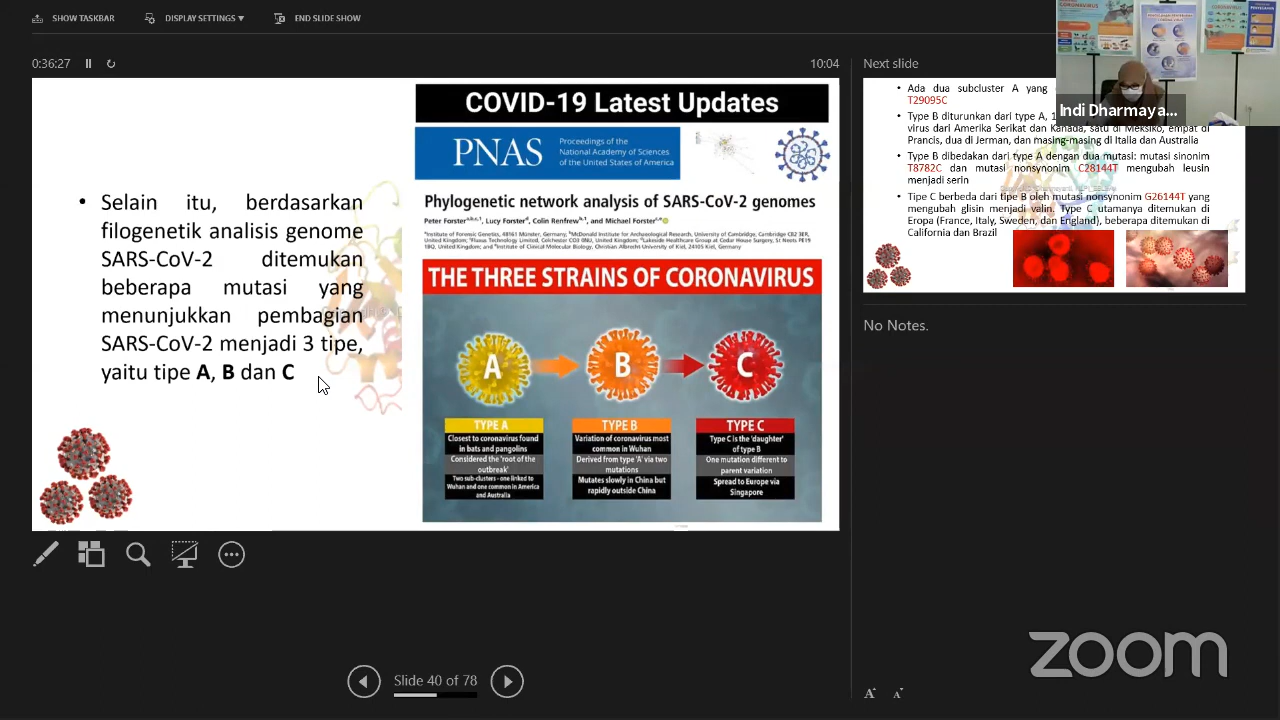 SHOW TASKBAR
DISPLAY SETTINGS ▼
END SLIDE SHOW
0:36:27
10:04
• Selain itu, berdasarkan
filogenetik analisis genome
SARS-CoV-2 ditemukan
beberapa mutasi yang
menunjukkan pembagian
SARS-CoV-2 menjadi 3 tipe,
yaitu tipe A, B dan C
COVID-19 Latest Updates
PNAS
Proceedings of the
National Academy of Sciences
of the United States of America
Phylogenetic network analysis of SARS-CoV-2 genomes
Peter Forster, Lucy Forster, Colin Renfrew, and Michael Forster
THE THREE STRAINS OF CORONAVIRUS
A
B
C
TYPE A
Closest to coronavirus found
in bats and pangolins
Considered the 'root of the
outbreak'
Two sub-clusters - one linked to
Wuhan and one common in America
and Australia
TYPE B
Variation of coronavirus most
common in Wuhan
Derived from type 'A' via two
mutations
Mutates slowly in China but
rapidly outside China
TYPE C
Type C is the 'daughter'
of type B
One mutation different to
parent variation
Spread to Europe via
Singapore
Slide 40 of 78
Next slide
• Ada dua subcluster A yang
T29095C
• Type B diturunkan dari type A, 1
virus dari Amerika Serikat dan Kanada, satu di Meksiko, empat di
Prancis, dua di Jerman, dan masing-masing di Italia dan Australia
• Type B dibedakan dari type A dengan dua mutasi: mutasi sinonim
T8782C dan mutasi nonsynonim C28144T mengubah leusin
menjadi serin
• Tipe C berbeda dari tipe B oleh mutasi nonsynonim G26144T yang
mengubah glisin menjadi valin. Type C utamanya ditemukan di
Eropa (France, Italy, Sweden, dan England), beberapa ditemukan di
California dan Brazil
No Notes.
Indi Dharmaya...
zoom